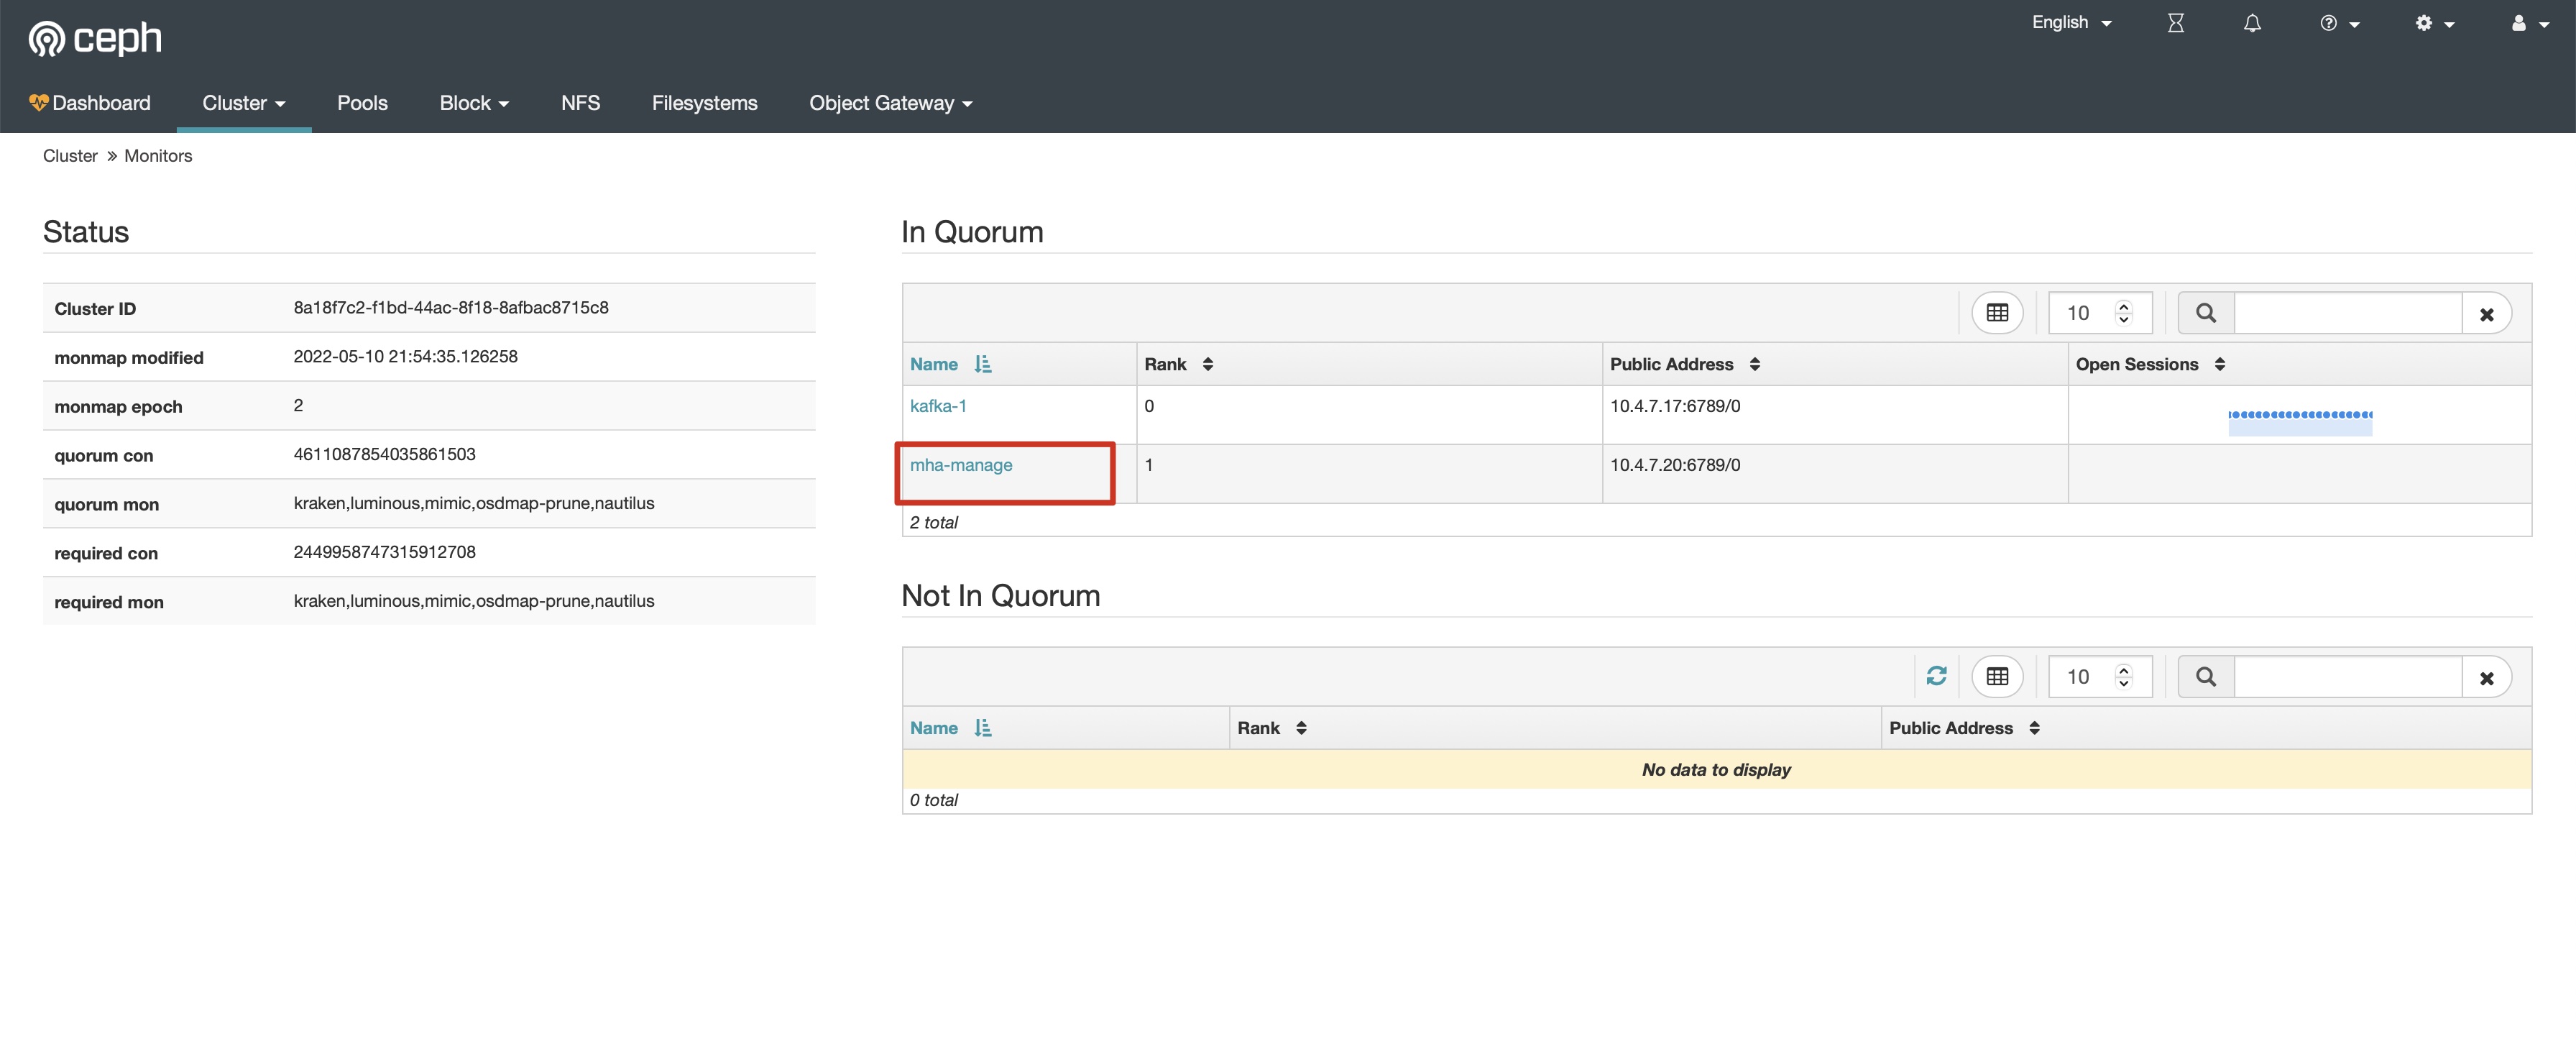 ceph
English
Dashboard Cluster Pools Block NFS Filesystems Object Gateway
Cluster » Monitors
Status
Cluster ID 8a18f7c2-f1bd-44ac-8f18-8afbac8715c8
monmap modified 2022-05-10 21:54:35.126258
monmap epoch 2
quorum con 4611087854035861503
quorum mon kraken,luminous,mimic,osdmap-prune,nautilus
required con 2449958747315912708
required mon kraken,luminous,mimic,osdmap-prune,nautilus
In Quorum
10
Name Rank Public Address Open Sessions
kafka-1 0 10.4.7.17:6789/0
mha-manage 1 10.4.7.20:6789/0
2 total
Not In Quorum
10
Name Rank Public Address
No data to display
0 total